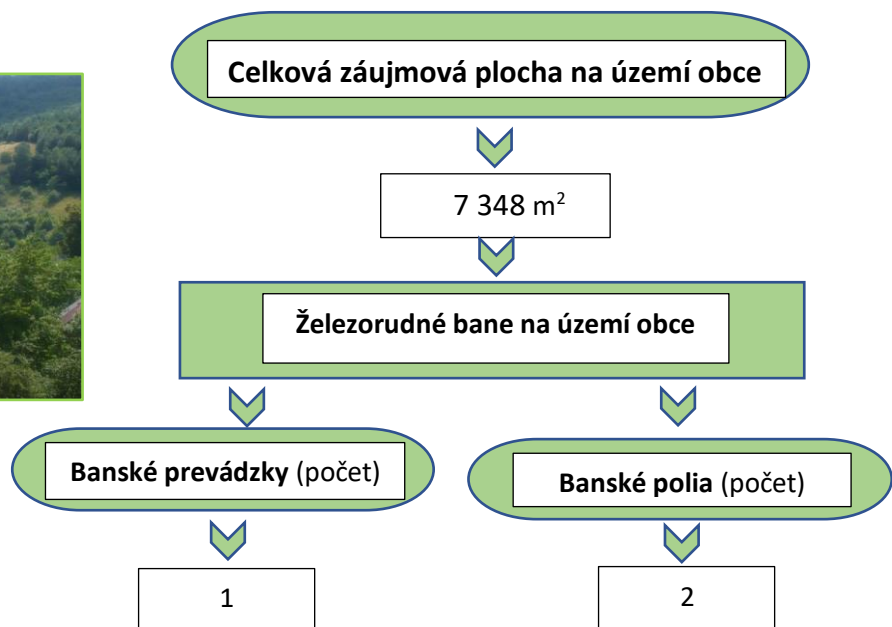 Celková záujmová plocha na území obce
7 348 m²
Železorudné bane na území obce
Banské prevádzky (počet)
Banské polia (počet)
1
2